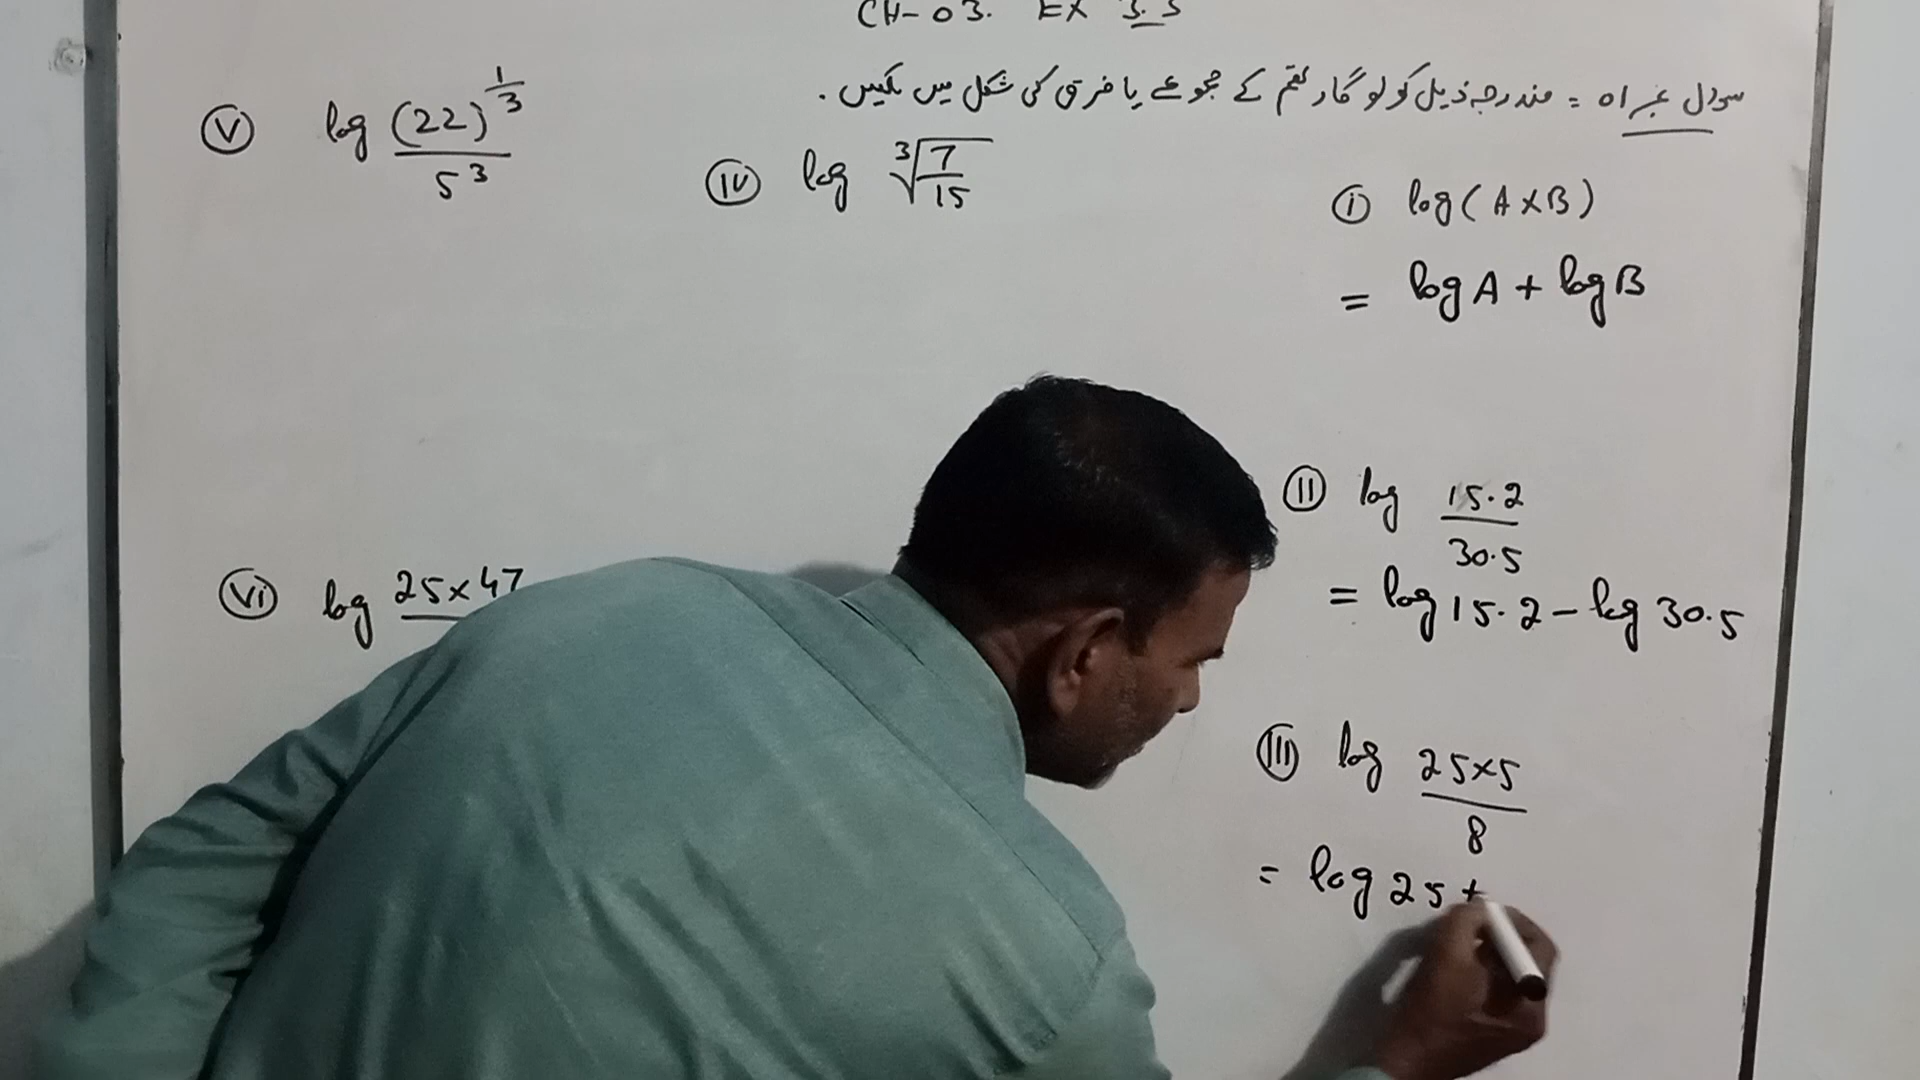 CH-03. EX 3.3
سوال نمبر 01 = مندرجہ ذیل کو لوگارتھم کے مجموعے یا فرق کی شکل میں لکھیں.
(i) log(A×B)
= log A + log B
(II) log 15.2/30.5
= log 15.2 - log 30.5
(III) log 25×5/8
= log 25 +
(iv) log ∛(7/15)
(V) log (22)^(1/3)/5^3
(Vi) log 25×47